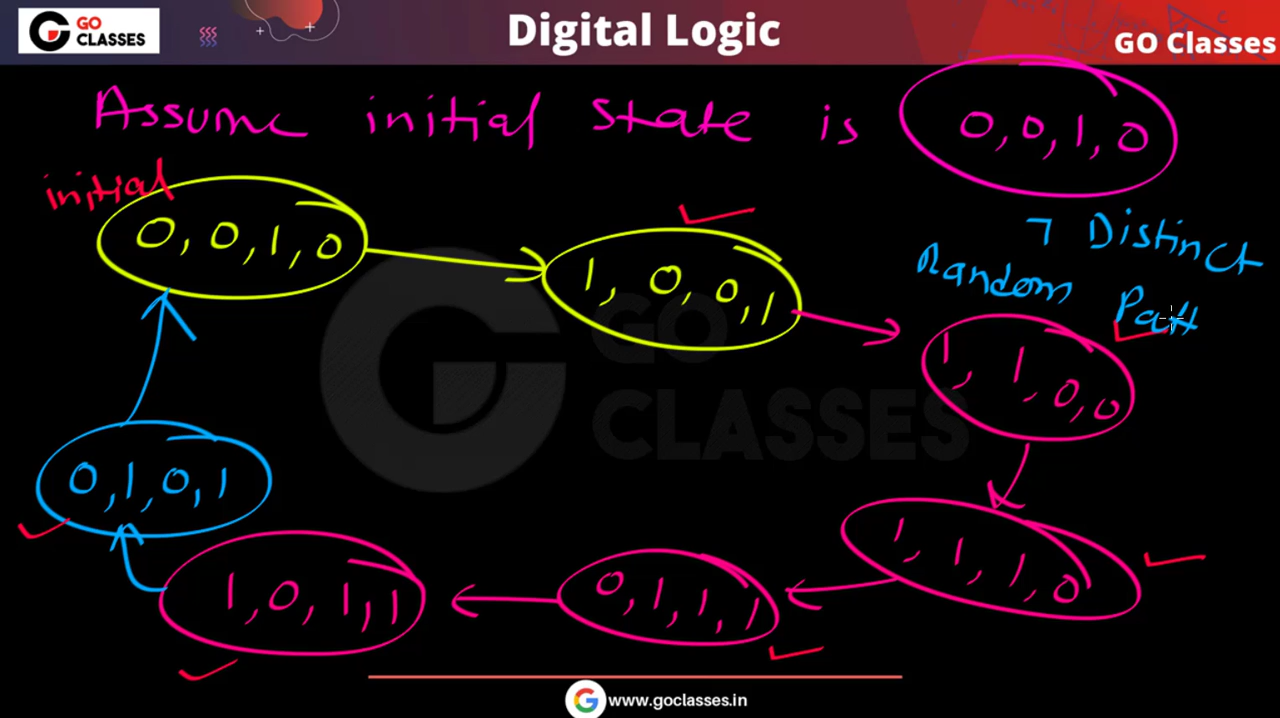 GO CLASSES
Digital Logic
GO Classes
Assume initial state is 0,0,1,0
initial
0,0,1,0
1,0,0,1
7 Distinct
Random Path
1,1,0,0
GO
CLASSES
0,1,0,1
1,1,1,0
1,0,1,1
0,1,1,1
www.goclasses.in